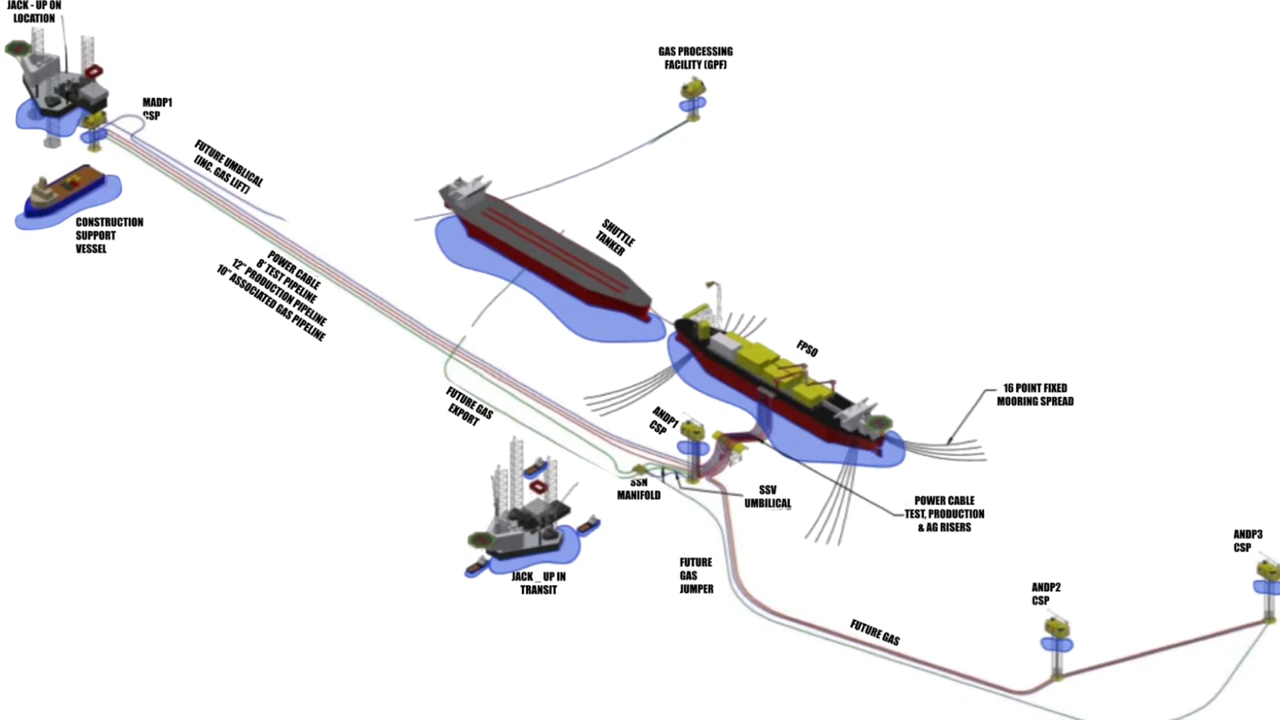 JACK - UP ON
LOCATION
GAS PROCESSING
FACILITY (GPF)
MADP1
CSP
FUTURE UMBLICAL
(INC. GAS LIFT)
CONSTRUCTION
SUPPORT
VESSEL
SHUTTLE
TANKER
POWER CABLE
8' TEST PIPELINE
12" PRODUCTION PIPELINE
10" ASSOCIATED GAS PIPELINE
FPSO
16 POINT FIXED
MOORING SPREAD
FUTURE GAS
EXPORT
ANDP1
CSP
SSN
MANIFOLD
SSV
UMBILICAL
POWER CABLE
TEST, PRODUCTION
& AG RISERS
JACK _ UP IN
TRANSIT
FUTURE
GAS
JUMPER
ANDP3
CSP
ANDP2
CSP
FUTURE GAS